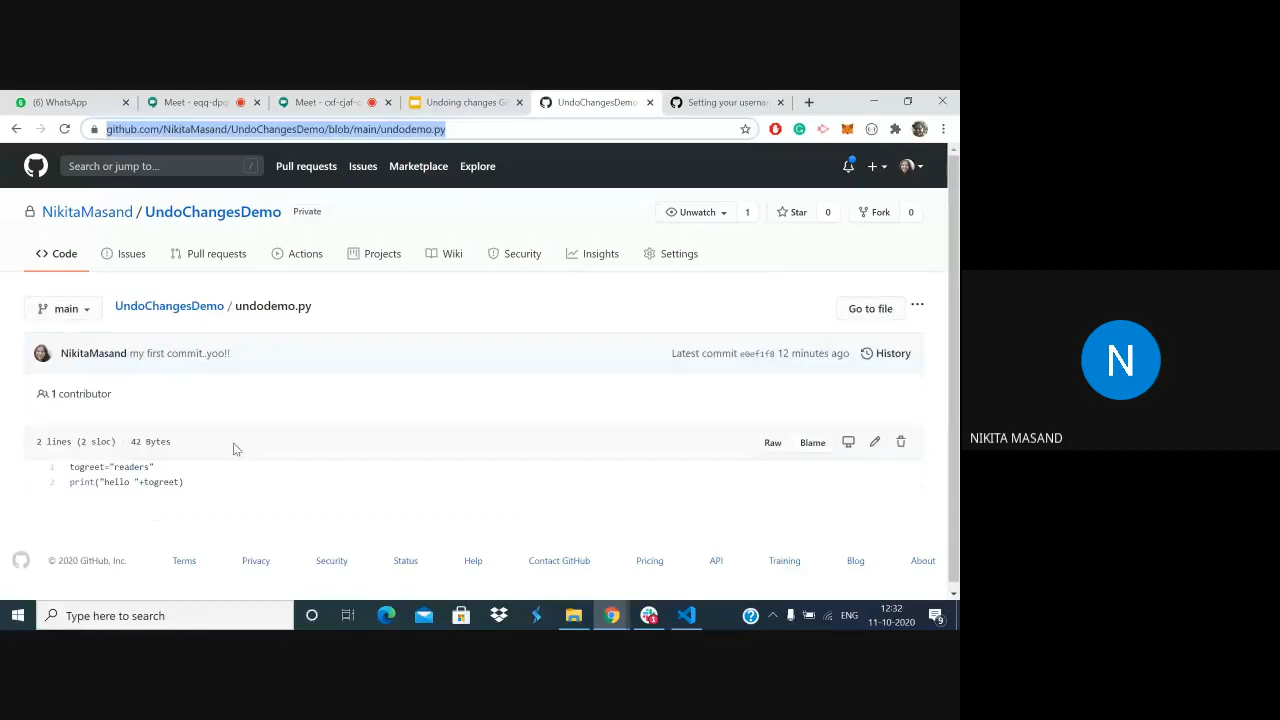 (6) WhatsApp
Meet - eqq-dpq
Meet - cxf-cjaf-c
Undoing changes Gi
UndoChangesDemo
Setting your usernam
github.com/NikitaMasand/UndoChangesDemo/blob/main/undodemo.py
Search or jump to... /
Pull requests Issues Marketplace Explore
NikitaMasand / UndoChangesDemo Private
Unwatch 1 Star 0 Fork 0
<> Code Issues Pull requests Actions Projects Wiki Security Insights Settings
main UndoChangesDemo / undodemo.py Go to file ...
NikitaMasand my first commit..yoo!! Latest commit e0ef1f8 12 minutes ago History
1 contributor
2 lines (2 sloc) 42 Bytes Raw Blame
1 togreet="readers"
2 print("hello "+togreet)
© 2020 GitHub, Inc. Terms Privacy Security Status Help Contact GitHub Pricing API Training Blog About
Type here to search
ENG
12:32
11-10-2020
9
N
NIKITA MASAND